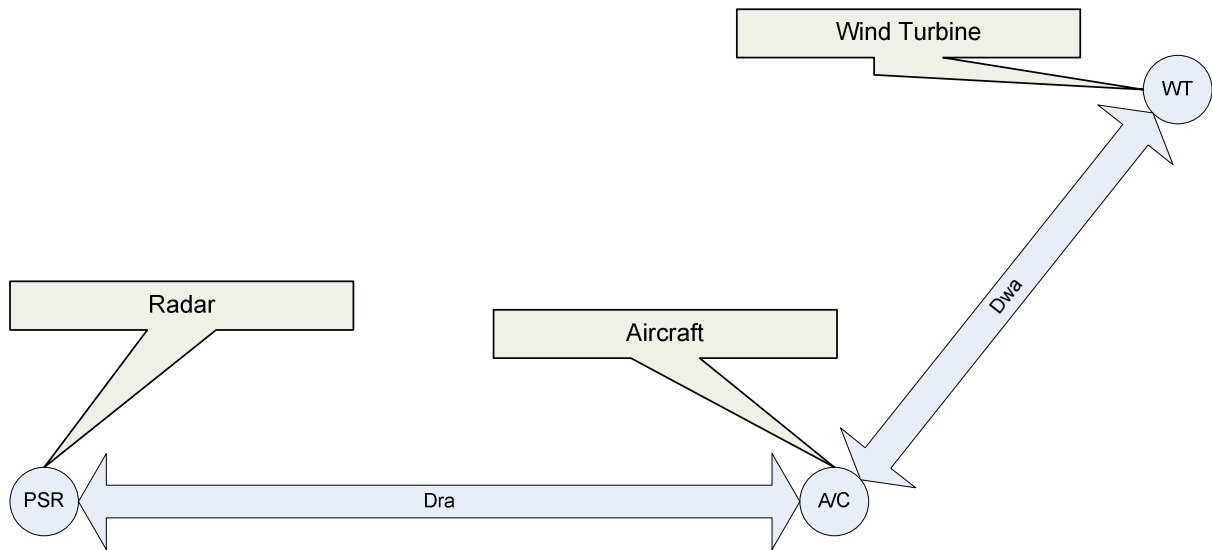 Wind Turbine
WT
Dwa
Radar
Aircraft
PSR
Dra
A/C